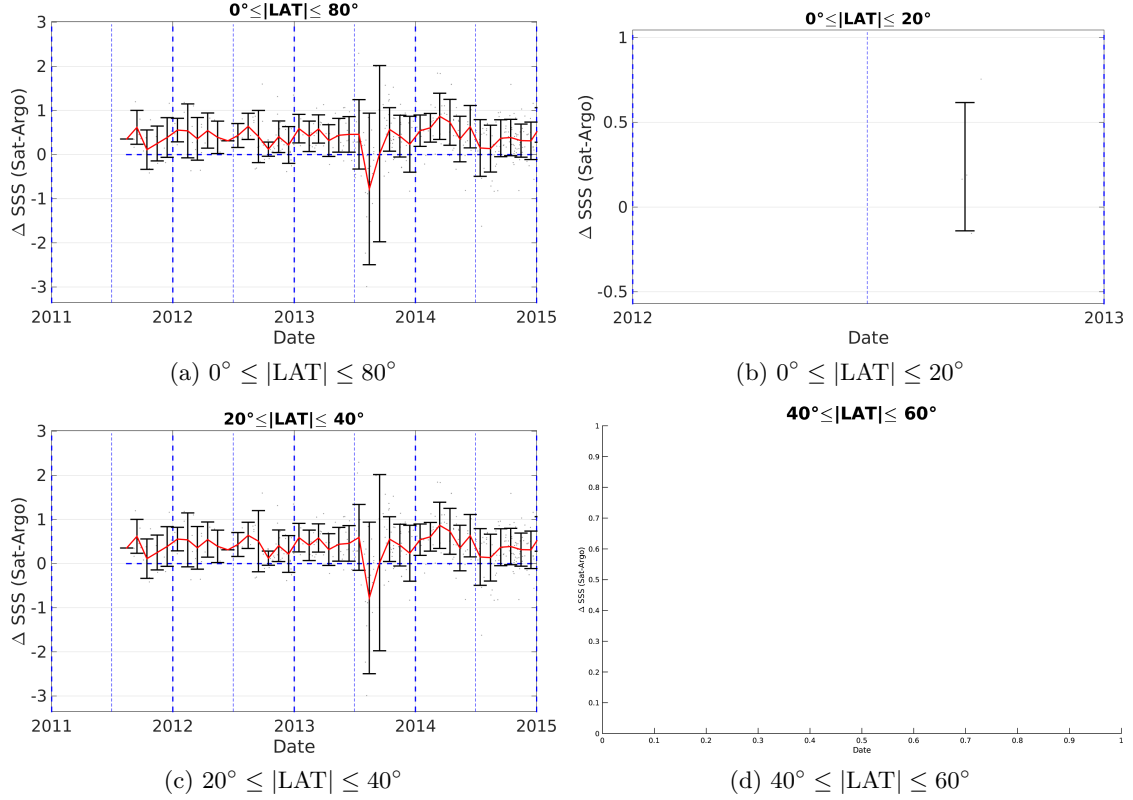 0°≤|LAT|≤ 80°
3
2
1
0
-1
-2
-3
Δ SSS (Sat-Argo)
2011 2012 2013 2014 2015
Date
(a) 0° ≤ |LAT| ≤ 80°
0°≤|LAT|≤ 20°
1
0.5
0
-0.5
Δ SSS (Sat-Argo)
2012 2013
Date
(b) 0° ≤ |LAT| ≤ 20°
20°≤|LAT|≤ 40°
3
2
1
0
-1
-2
-3
Δ SSS (Sat-Argo)
2011 2012 2013 2014 2015
Date
(c) 20° ≤ |LAT| ≤ 40°
40°≤|LAT|≤ 60°
1
0.9
0.8
0.7
0.6
0.5
0.4
0.3
0.2
0.1
0
Δ SSS (Sat-Argo)
0 0.1 0.2 0.3 0.4 0.5 0.6 0.7 0.8 0.9 1
Date
(d) 40° ≤ |LAT| ≤ 60°